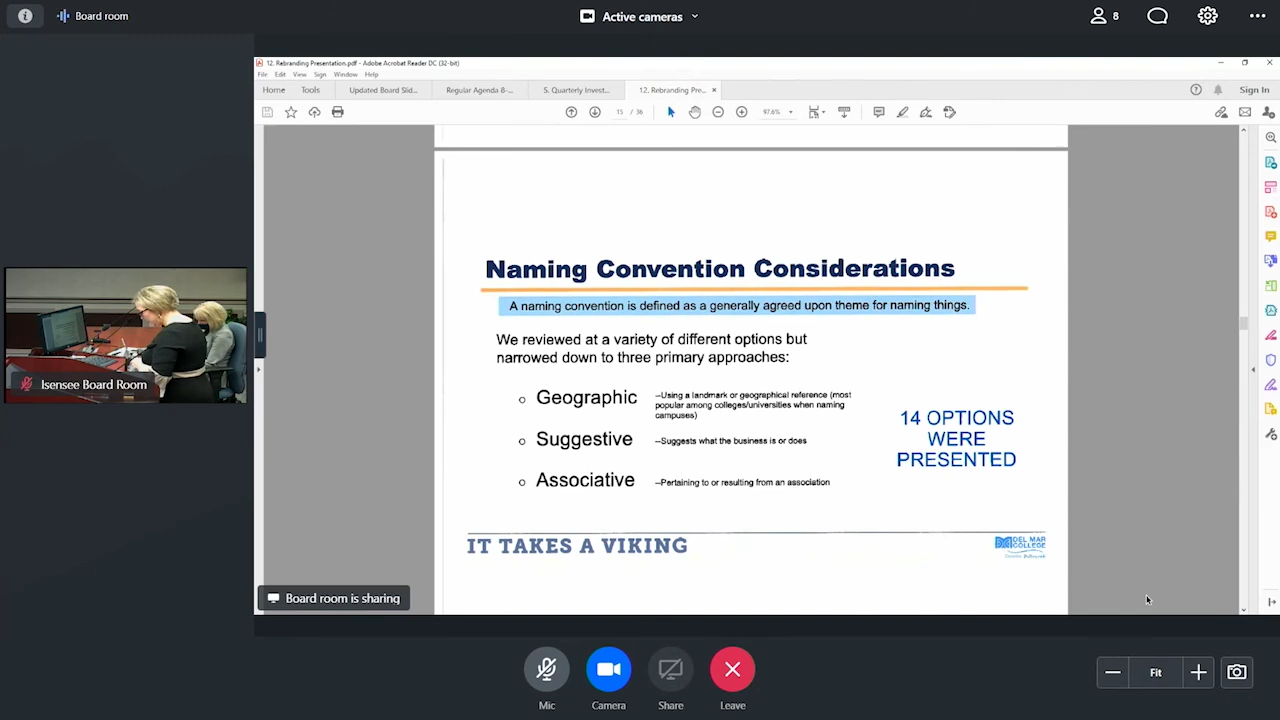 Board room
Active cameras
8
12. Rebranding Presentation.pdf - Adobe Acrobat Reader DC (32-bit)
File Edit View Sign Window Help
Home Tools Updated Board Slid... Regular Agenda 8-... 5. Quarterly Invest... 12. Rebranding Pre... Sign In
15 / 36 97.6%
Naming Convention Considerations
A naming convention is defined as a generally agreed upon theme for naming things.
We reviewed at a variety of different options but
narrowed down to three primary approaches:
Geographic
--Using a landmark or geographical reference (most
popular among colleges/universities when naming
campuses)
Suggestive
--Suggests what the business is or does
Associative
--Pertaining to or resulting from an association
14 OPTIONS
WERE
PRESENTED
IT TAKES A VIKING
DEL MAR
COLLEGE
Isensee Board Room
Board room is sharing
Mic Camera Share Leave
Fit